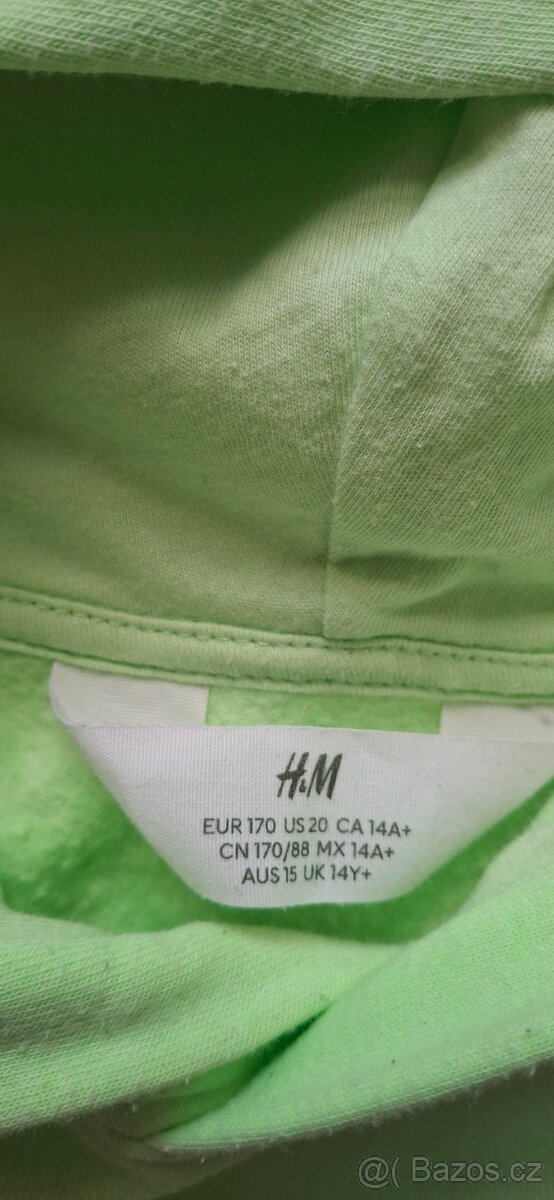 H&M
EUR 170 US 20 CA 14A+
CN 170/88 MX 14A+
AUS 15 UK 14Y+
@( Bazos.cz